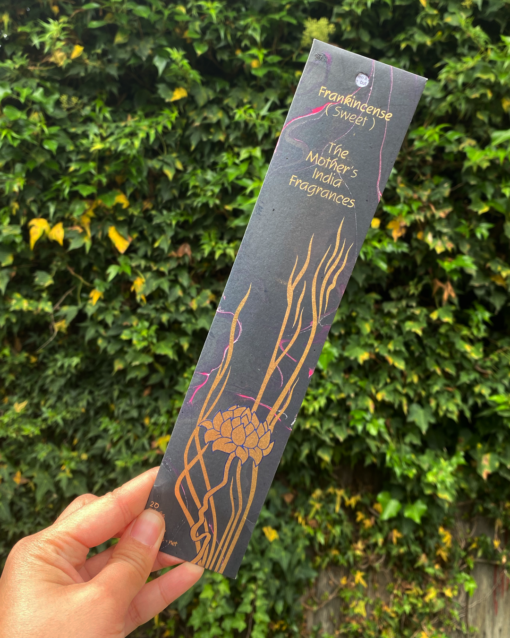 Frankincense
(Sweet)
The
Mother's
India
Fragrances